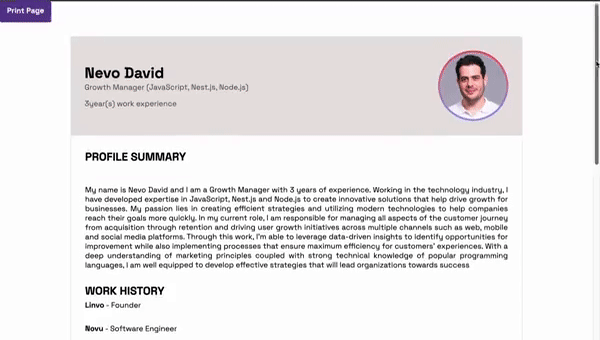 Print Page
Nevo David
Growth Manager (JavaScript, Nest.js, Node.js)
3year(s) work experience
PROFILE SUMMARY
My name is Nevo David and I am a Growth Manager with 3 years of experience. Working in the technology industry, I
have developed expertise in JavaScript, Nest.js and Node.js to create innovative solutions that help drive growth for
businesses. My passion lies in creating efficient strategies and utilizing modern technologies to help companies
reach their goals more quickly. In my current role, I am responsible for managing all aspects of the customer journey
from acquisition through retention and driving user growth initiatives across multiple channels such as web, mobile
and social media platforms. Through this work, I'm able to leverage data-driven insights to identify opportunities for
improvement while also implementing processes that ensure maximum efficiency for customers' experiences. With a
deep understanding of marketing principles coupled with strong technical knowledge of popular programming
languages, I am well equipped to develop effective strategies that will lead organizations towards success
WORK HISTORY
Linvo - Founder
Novu - Software Engineer